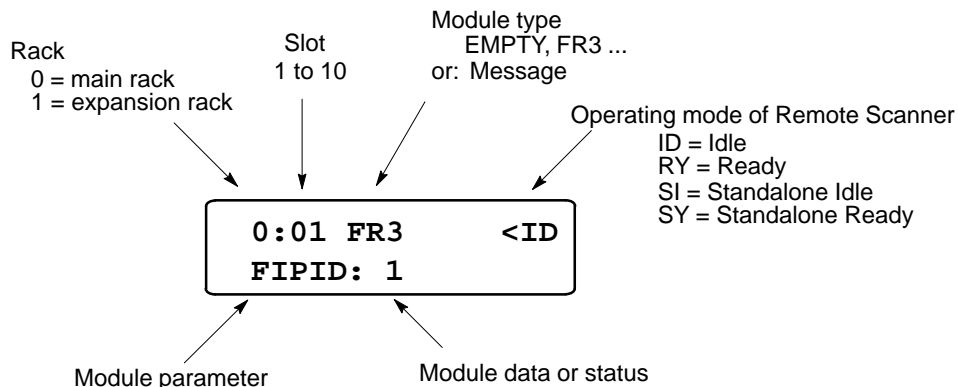 Module type
EMPTY, FR3 ...
or: Message
Slot
1 to 10
Rack
0 = main rack
1 = expansion rack
Operating mode of Remote Scanner
ID = Idle
RY = Ready
SI = Standalone Idle
SY = Standalone Ready
0:01 FR3 <ID
FIPID: 1
Module parameter
Module data or status